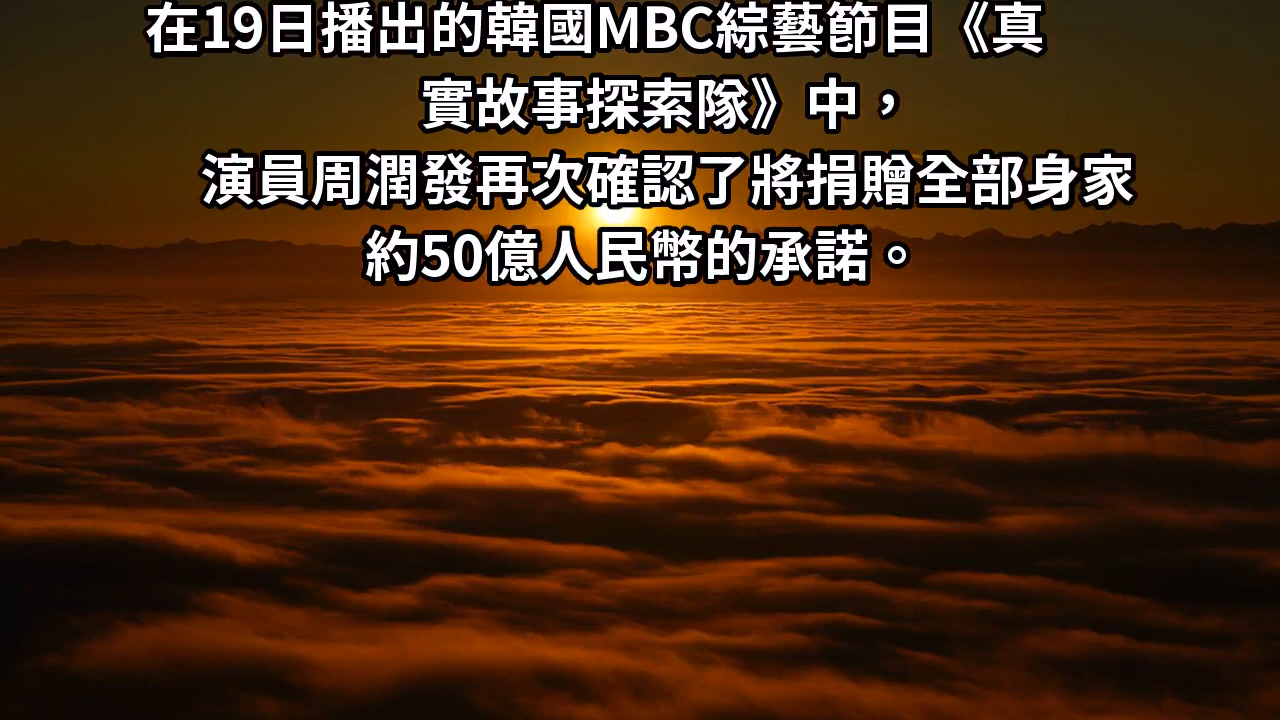 在19日播出的韓國MBC綜藝節目《真
實故事探索隊》中，
演員周潤發再次確認了將捐贈全部身家
約50億人民幣的承諾。